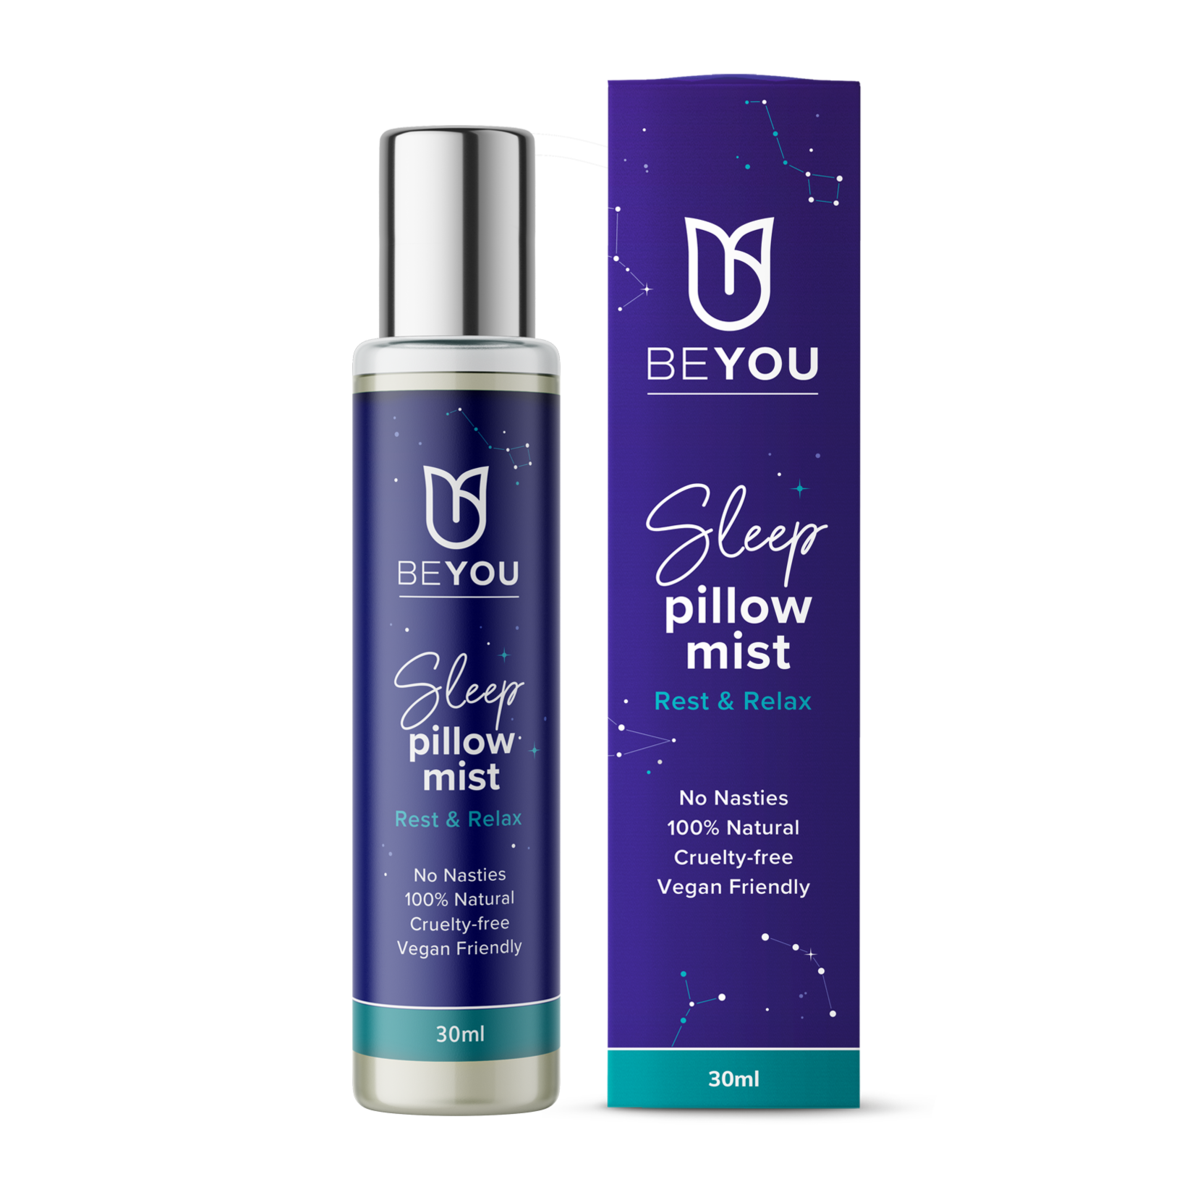 BEYOU
Sleep
pillow
mist
Rest & Relax
No Nasties
100% Natural
Cruelty-free
Vegan Friendly
30ml
BEYOU
Sleep
pillow
mist
Rest & Relax
No Nasties
100% Natural
Cruelty-free
Vegan Friendly
30ml